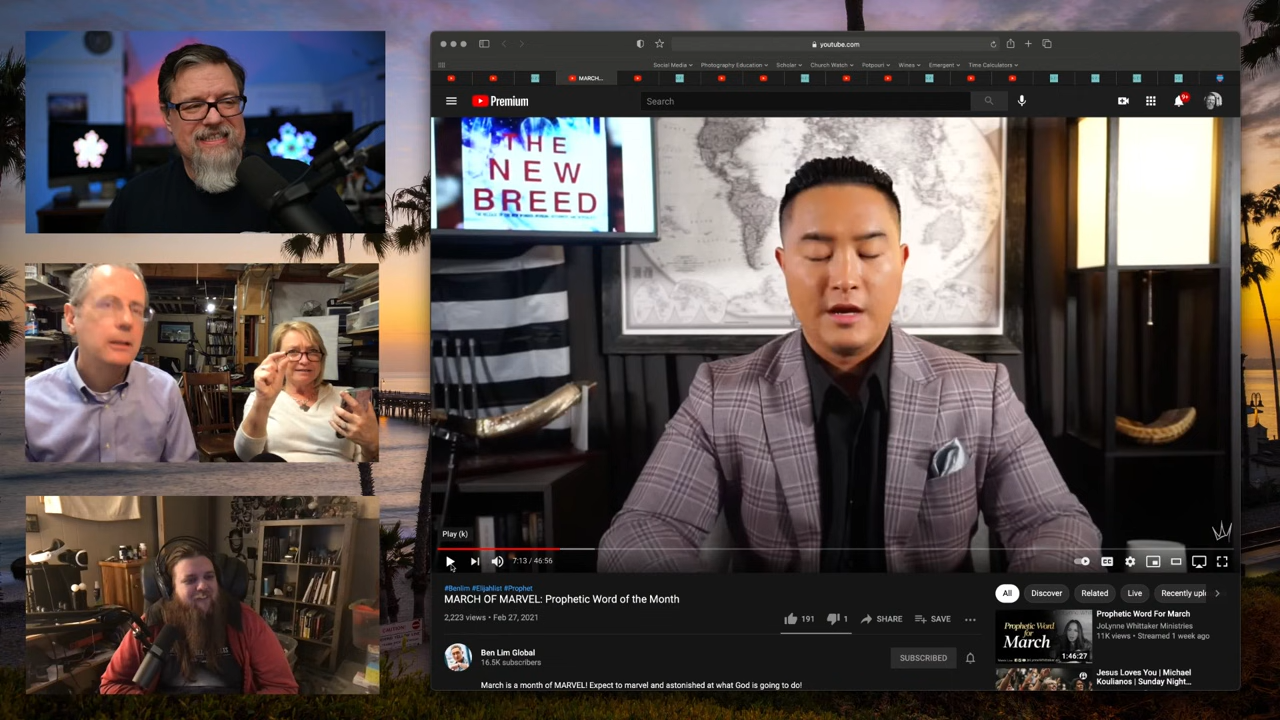 youtube.com
Social Media
Photography Education
Scholer
Church Watch
Potpouri
Wines
Emergent
Time Calculators
MARCH...
Premium
Search
9+
THE
NEW
BREED
Play (k)
7:13 / 46:56
#Benlim #Elijahlist #Prophet
MARCH OF MARVEL: Prophetic Word of the Month
2,223 views • Feb 27, 2021
191
1
SHARE
SAVE
Ben Lim Global
16.5K subscribers
SUBSCRIBED
March is a month of MARVEL! Expect to marvel and astonished at what God is going to do!
All
Discover
Related
Live
Recently uplo
Prophetic Word for
March
1:46:27
Prophetic Word For March
JoLynne Whittaker Ministries
11K views • Streamed 1 week ago
Jesus Loves You | Michael
Koulianos | Sunday Night...